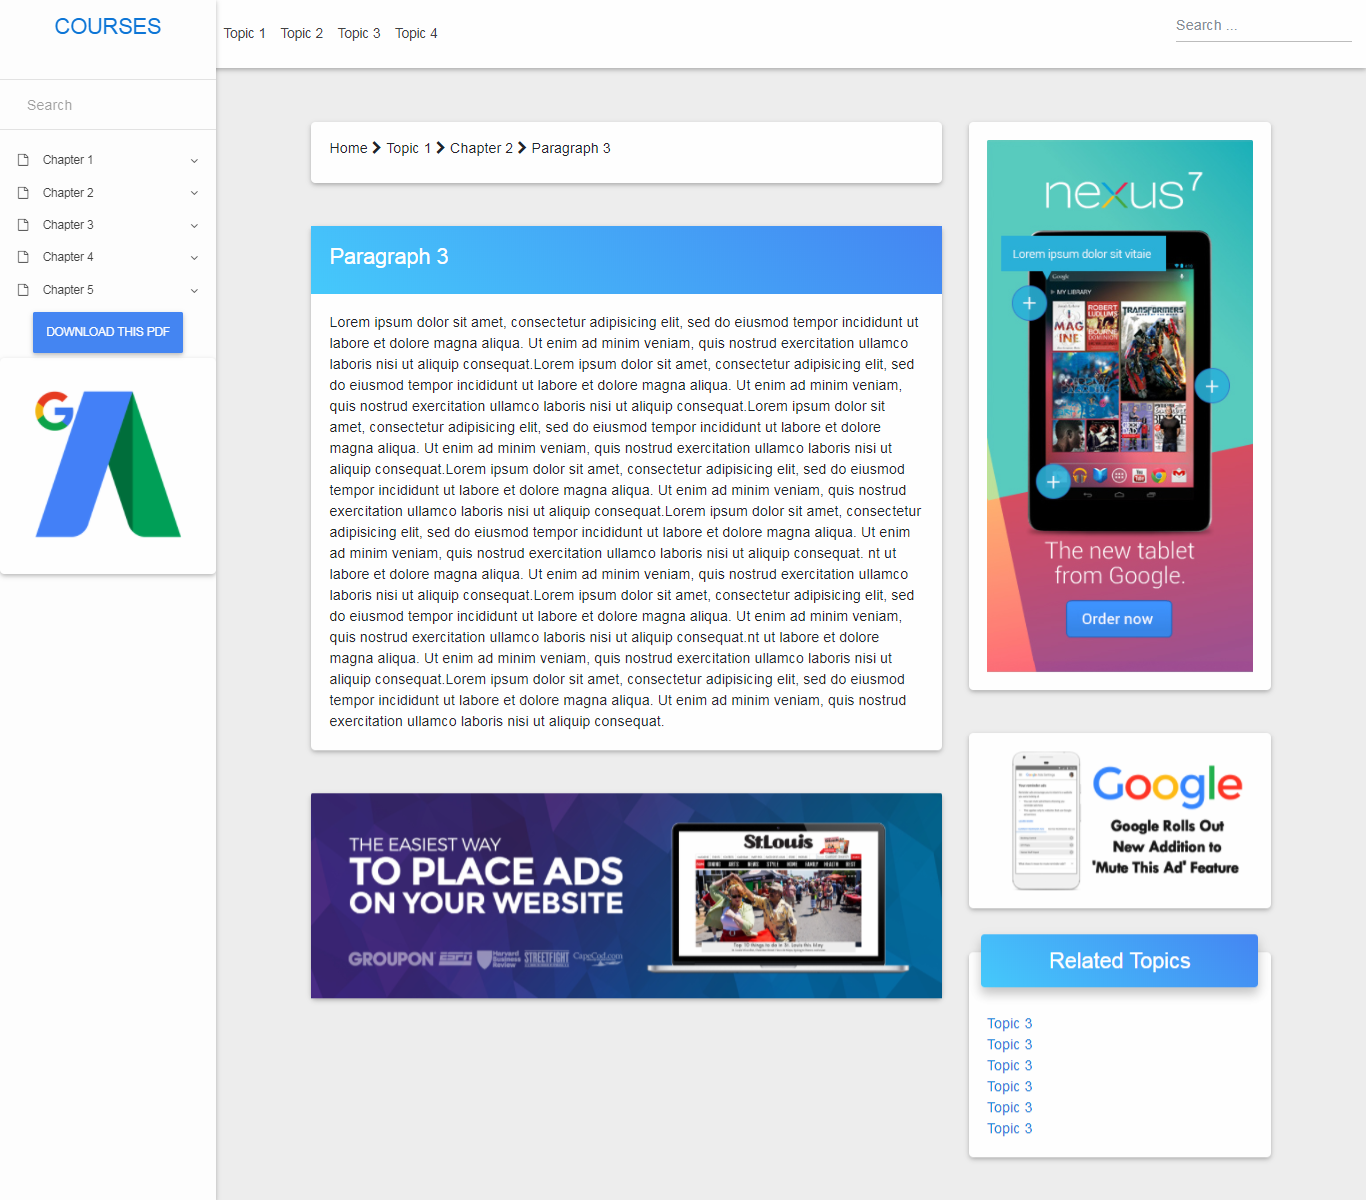 COURSES
Topic 1 Topic 2 Topic 3 Topic 4
Search ...
Search
Chapter 1
Chapter 2
Chapter 3
Chapter 4
Chapter 5
DOWNLOAD THIS PDF
Home Topic 1 Chapter 2 Paragraph 3
Paragraph 3
Lorem ipsum dolor sit amet, consectetur adipisicing elit, sed do eiusmod tempor incididunt ut
labore et dolore magna aliqua. Ut enim ad minim veniam, quis nostrud exercitation ullamco
laboris nisi ut aliquip consequat.Lorem ipsum dolor sit amet, consectetur adipisicing elit, sed
do eiusmod tempor incididunt ut labore et dolore magna aliqua. Ut enim ad minim veniam,
quis nostrud exercitation ullamco laboris nisi ut aliquip consequat.Lorem ipsum dolor sit
amet, consectetur adipisicing elit, sed do eiusmod tempor incididunt ut labore et dolore
magna aliqua. Ut enim ad minim veniam, quis nostrud exercitation ullamco laboris nisi ut
aliquip consequat.Lorem ipsum dolor sit amet, consectetur adipisicing elit, sed do eiusmod
tempor incididunt ut labore et dolore magna aliqua. Ut enim ad minim veniam, quis nostrud
exercitation ullamco laboris nisi ut aliquip consequat.Lorem ipsum dolor sit amet, consectetur
adipisicing elit, sed do eiusmod tempor incididunt ut labore et dolore magna aliqua. Ut enim
ad minim veniam, quis nostrud exercitation ullamco laboris nisi ut aliquip consequat. nt ut
labore et dolore magna aliqua. Ut enim ad minim veniam, quis nostrud exercitation ullamco
laboris nisi ut aliquip consequat.Lorem ipsum dolor sit amet, consectetur adipisicing elit, sed
do eiusmod tempor incididunt ut labore et dolore magna aliqua. Ut enim ad minim veniam,
quis nostrud exercitation ullamco laboris nisi ut aliquip consequat.nt ut labore et dolore
magna aliqua. Ut enim ad minim veniam, quis nostrud exercitation ullamco laboris nisi ut
aliquip consequat.Lorem ipsum dolor sit amet, consectetur adipisicing elit, sed do eiusmod
tempor incididunt ut labore et dolore magna aliqua. Ut enim ad minim veniam, quis nostrud
exercitation ullamco laboris nisi ut aliquip consequat.
THE EASIEST WAY
TO PLACE ADS
ON YOUR WEBSITE
GROUPON ESPN Harvard Business Review STREETFIGHT CapeCod.com
St.Louis
Top 10 things to do in St. Louis this May
nexus 7
Lorem ipsum dolor sit vitaie
Google
MY LIBRARY
I MAGINE
ROBERT LUDLUM'S
TRANSFORMERS
The new tablet
from Google.
Order now
Google
Google Rolls Out
New Addition to
'Mute This Ad' Feature
Related Topics
Topic 3
Topic 3
Topic 3
Topic 3
Topic 3
Topic 3